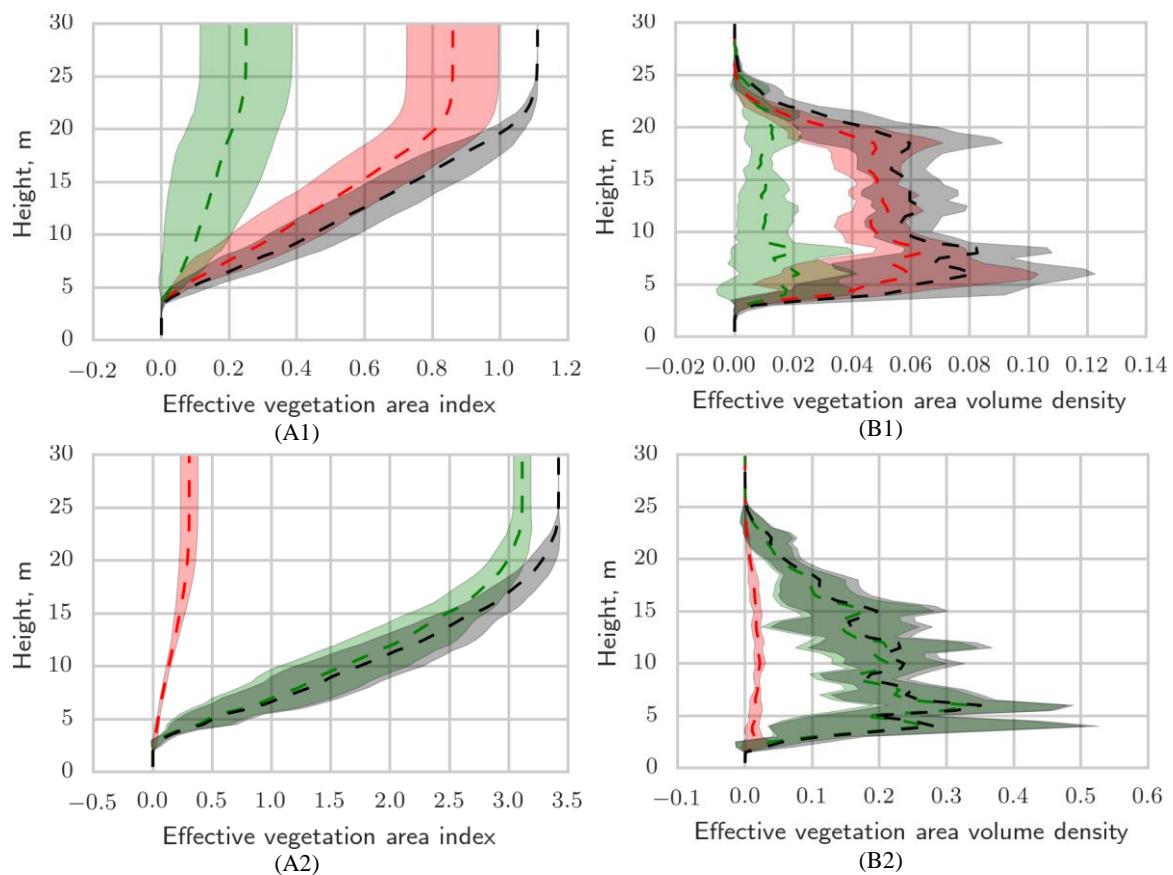 30
25
20
15
10
5
0
Height, m
−0.2 0.0 0.2 0.4 0.6 0.8 1.0 1.2
Effective vegetation area index
(A1)
30
25
20
15
10
5
0
Height, m
−0.02 0.00 0.02 0.04 0.06 0.08 0.10 0.12 0.14
Effective vegetation area volume density
(B1)
30
25
20
15
10
5
0
Height, m
−0.5 0.0 0.5 1.0 1.5 2.0 2.5 3.0 3.5
Effective vegetation area index
(A2)
30
25
20
15
10
5
0
Height, m
−0.1 0.0 0.1 0.2 0.3 0.4 0.5 0.6
Effective vegetation area volume density
(B2)